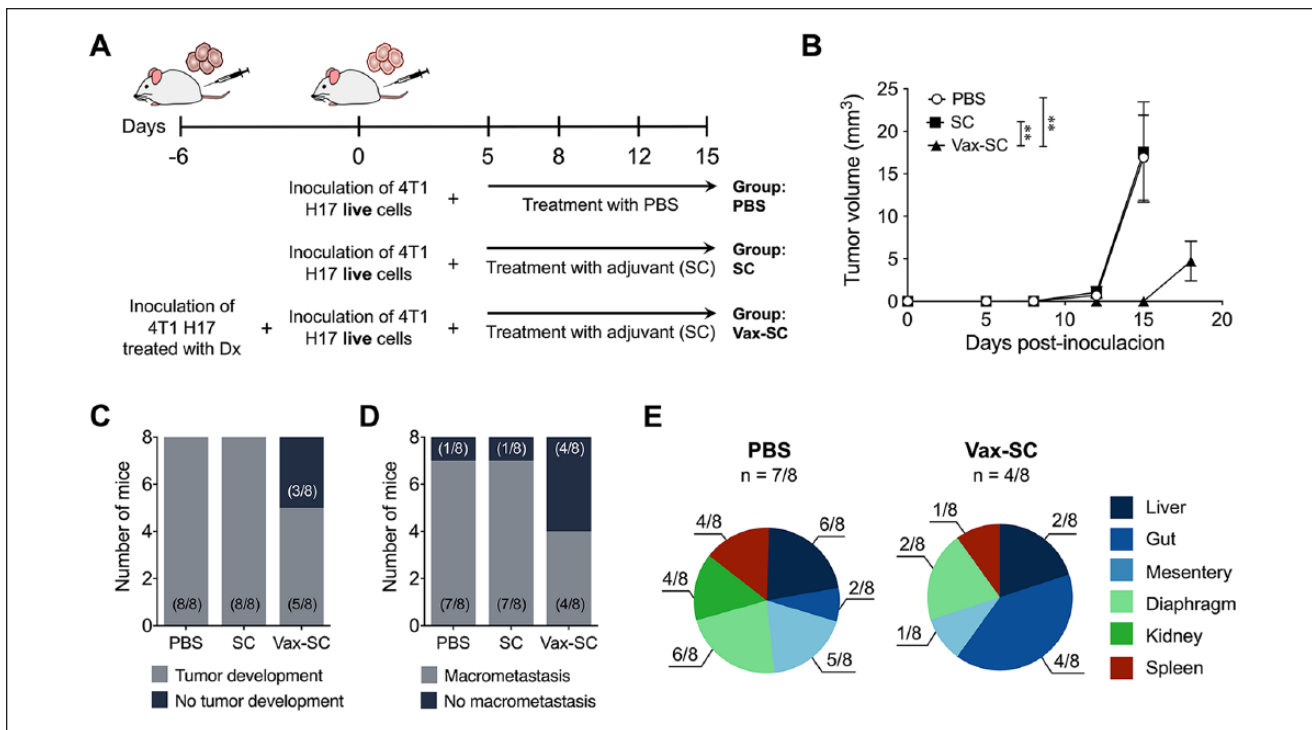 A
Days
-6 0 5 8 12 15
Inoculation of 4T1
H17 live cells
+
Treatment with PBS
Group:
PBS
Inoculation of 4T1
H17 live cells
+
Treatment with adjuvant (SC)
Group:
SC
Inoculation of
4T1 H17
treated with Dx
+
Inoculation of 4T1
H17 live cells
+
Treatment with adjuvant (SC)
Group:
Vax-SC
B
Tumor volume (mm³)
25
20
15
10
5
0
PBS
SC
Vax-SC
**
**
0 5 10 15 20
Days post-inoculacion
C
Number of mice
8
6
4
2
0
(3/8)
(8/8) (8/8) (5/8)
PBS SC Vax-SC
Tumor development
No tumor development
D
Number of mice
8
6
4
2
0
(1/8) (1/8) (4/8)
(7/8) (7/8) (4/8)
PBS SC Vax-SC
Macrometastasis
No macrometastasis
E
PBS
n = 7/8
4/8
6/8
4/8
2/8
6/8
5/8
Vax-SC
n = 4/8
1/8
2/8
2/8
1/8
4/8
Liver
Gut
Mesentery
Diaphragm
Kidney
Spleen